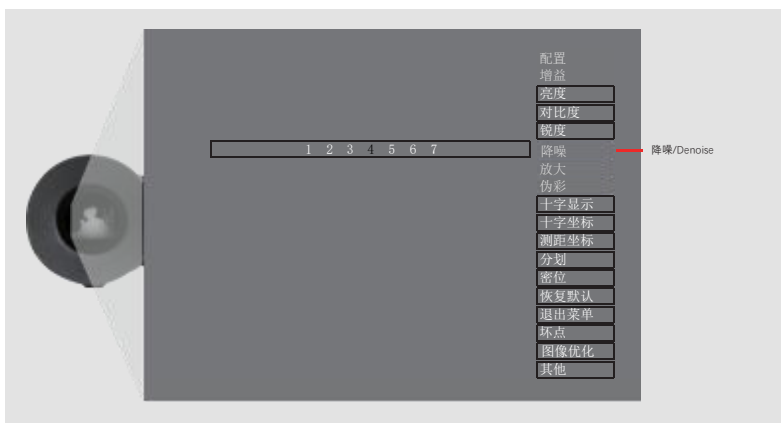 配置
增益
亮度
对比度
锐度
1 2 3 4 5 6 7
降噪
降噪/Denoise
放大
伪彩
十字显示
十字坐标
测距坐标
分划
密位
恢复默认
退出菜单
坏点
图像优化
其他